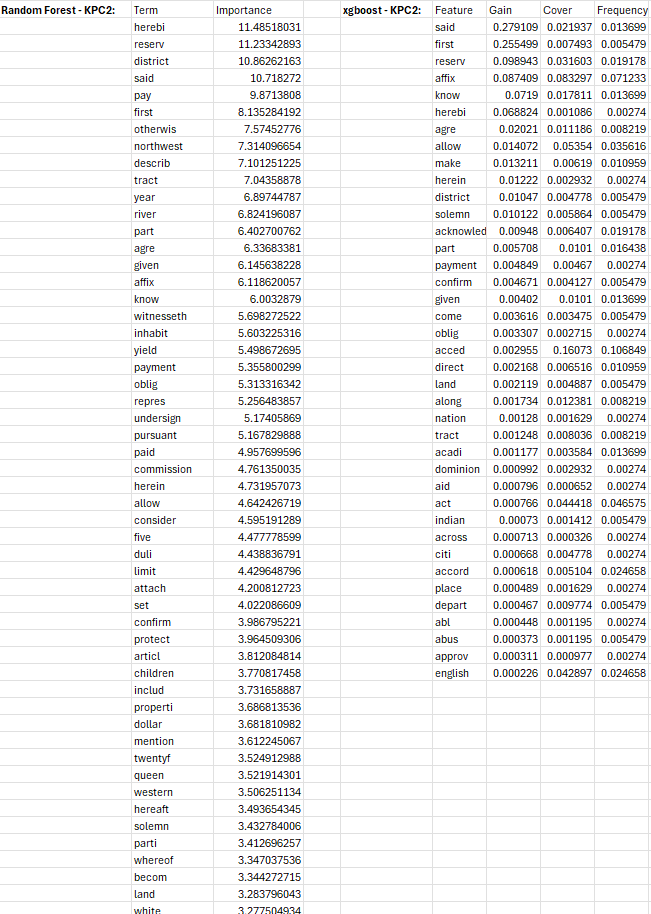 Random Forest - KPC2: Term Importance xgboost - KPC2: Feature Gain Cover Frequency
herebi 11.48518031 said 0.279109 0.021937 0.013699
reserv 11.23342893 first 0.255499 0.007493 0.005479
district 10.86262163 reserv 0.098943 0.031603 0.019178
said 10.718272 affix 0.087409 0.083297 0.071233
pay 9.8713808 know 0.0719 0.017811 0.013699
first 8.135284192 herebi 0.068824 0.001086 0.00274
otherwis 7.57452776 agre 0.02021 0.011186 0.008219
northwest 7.314096654 allow 0.014072 0.05354 0.035616
describ 7.101251225 make 0.013211 0.00619 0.010959
tract 7.04358878 herein 0.01222 0.002932 0.00274
year 6.89744787 district 0.01047 0.004778 0.005479
river 6.824196087 solemn 0.010122 0.005864 0.005479
part 6.402700762 acknowled 0.00948 0.006407 0.019178
agre 6.33683381 part 0.005708 0.0101 0.016438
given 6.145638228 payment 0.004849 0.00467 0.00274
affix 6.118620057 confirm 0.004671 0.004127 0.005479
know 6.0032879 given 0.00402 0.0101 0.013699
witnesseth 5.698272522 come 0.003616 0.003475 0.005479
inhabit 5.603225316 oblig 0.003307 0.002715 0.00274
yield 5.498672695 acced 0.002955 0.16073 0.106849
payment 5.355800299 direct 0.002168 0.006516 0.010959
oblig 5.313316342 land 0.002119 0.004887 0.005479
repres 5.256483857 along 0.001734 0.012381 0.008219
undersign 5.17405869 nation 0.00128 0.001629 0.00274
pursuant 5.167829888 tract 0.001248 0.008036 0.008219
paid 4.957699596 acadi 0.001177 0.003584 0.013699
commission 4.761350035 dominion 0.000992 0.002932 0.00274
herein 4.731957073 aid 0.000796 0.000652 0.00274
allow 4.642426719 act 0.000766 0.044418 0.046575
consider 4.595191289 indian 0.00073 0.001412 0.005479
five 4.477778599 across 0.000713 0.000326 0.00274
duli 4.438836791 citi 0.000668 0.004778 0.00274
limit 4.429648796 accord 0.000618 0.005104 0.024658
attach 4.200812723 place 0.000489 0.001629 0.00274
set 4.022086609 depart 0.000467 0.009774 0.005479
confirm 3.986795221 abl 0.000448 0.001195 0.00274
protect 3.964509306 abus 0.000373 0.001195 0.005479
articl 3.812084814 approv 0.000311 0.000977 0.00274
children 3.770817458 english 0.000226 0.042897 0.024658
includ 3.731658887
properti 3.686813536
dollar 3.681810982
mention 3.612245067
twentyf 3.524912988
queen 3.521914301
western 3.506251134
hereaft 3.493654345
solemn 3.432784006
parti 3.412696257
whereof 3.347037536
becom 3.344272715
land 3.283796043
white 3.277504934